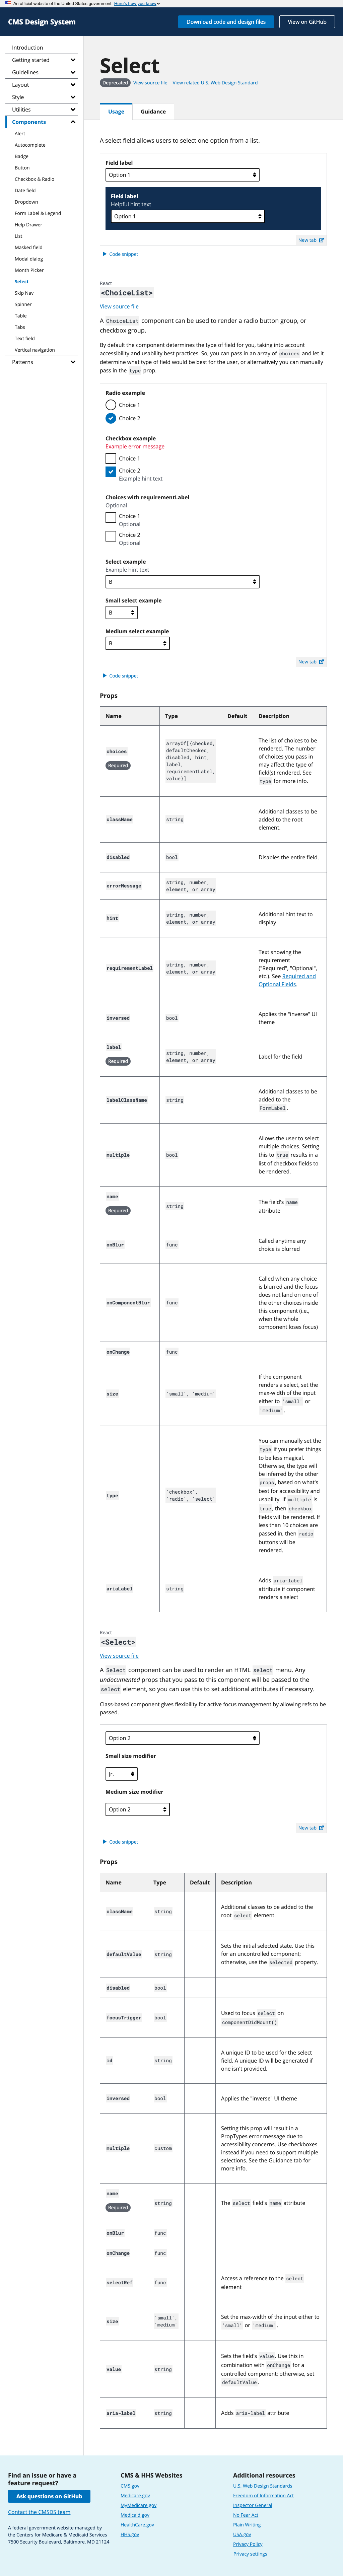 An official website of the United States government Here's how you know
CMS Design System
Download code and design files
View on GitHub
Introduction
Getting started
Guidelines
Layout
Style
Utilities
Components
Alert
Autocomplete
Badge
Button
Checkbox & Radio
Date field
Dropdown
Form Label & Legend
Help Drawer
List
Masked field
Modal dialog
Month Picker
Select
Skip Nav
Spinner
Table
Tabs
Text field
Vertical navigation
Patterns
Select
Deprecated View source file View related U.S. Web Design Standard
Usage Guidance
A select field allows users to select one option from a list.
Field label
Option 1
Field label
Helpful hint text
Option 1
New tab
Code snippet
React
<ChoiceList>
View source file
A ChoiceList component can be used to render a radio button group, or
checkbox group.
By default the component determines the type of field for you, taking into
account accessibility and usability best practices. So, you can pass in an array of choices and let it
determine what type of field would be best for the user, or alternatively you can manually
pass in the type prop.
Radio example
Choice 1
Choice 2
Checkbox example
Example error message
Choice 1
Choice 2
Example hint text
Choices with requirementLabel
Optional
Choice 1
Optional
Choice 2
Optional
Select example
Example hint text
B
Small select example
B
Medium select example
B
New tab
Code snippet
Props
Name Type Default Description
choices
Required
arrayOf[{checked,
defaultChecked,
disabled, hint,
label,
requirementLabel,
value}]
The list of choices to be
rendered. The number
of choices you pass in
may affect the type of
field(s) rendered. See
type for more info.
className string
Additional classes to be
added to the root
element.
disabled bool Disables the entire field.
errorMessage
string, number,
element, or array
hint
string, number,
element, or array
Additional hint text to
display
requirementLabel
string, number,
element, or array
Text showing the
requirement
("Required", "Optional",
etc.). See Required and
Optional Fields.
inversed bool
Applies the "inverse" UI
theme
label
Required
string, number,
element, or array
Label for the field
labelClassName string
Additional classes to be
added to the
FormLabel.
multiple bool
Allows the user to select
multiple choices. Setting
this to true results in a
list of checkbox fields to
be rendered.
name
Required
string
The field's name
attribute
onBlur func
Called anytime any
choice is blurred
onComponentBlur func
Called when any choice
is blurred and the focus
does not land on one of
the other choices inside
this component (i.e.,
when the whole
component loses focus)
onChange func
size 'small', 'medium'
If the component
renders a select, set the
max-width of the input
either to 'small' or
'medium'.
type
'checkbox',
'radio', 'select'
You can manually set the
type if you prefer things
to be less magical.
Otherwise, the type will
be inferred by the other
props, based on what's
best for accessibility and
usability. If multiple is
true, then checkbox
fields will be rendered. If
less than 10 choices are
passed in, then radio
buttons will be
rendered.
ariaLabel string
Adds aria-label
attribute if component
renders a select
React
<Select>
View source file
A Select component can be used to render an HTML select menu. Any
undocumented props that you pass to this component will be passed to the
select element, so you can use this to set additional attributes if necessary.
Class-based component gives flexibility for active focus management by allowing refs to be
passed.
Option 2
Small size modifier
Jr.
Medium size modifier
Option 2
New tab
Code snippet
Props
Name Type Default Description
className string
Additional classes to be added to the
root select element.
defaultValue string
Sets the initial selected state. Use this
for an uncontrolled component;
otherwise, use the selected property.
disabled bool
focusTrigger bool
Used to focus select on
componentDidMount()
id string
A unique ID to be used for the select
field. A unique ID will be generated if
one isn't provided.
inversed bool Applies the "inverse" UI theme
multiple custom
Setting this prop will result in a
PropTypes error message due to
accessibility concerns. Use checkboxes
instead if you need to support multiple
selections. See the Guidance tab for
more info.
name
Required
string The select field's name attribute
onBlur func
onChange func
selectRef func
Access a reference to the select
element
size
'small',
'medium'
Set the max-width of the input either to
'small' or 'medium'.
value string
Sets the field's value. Use this in
combination with onChange for a
controlled component; otherwise, set
defaultValue.
aria-label string Adds aria-label attribute
Find an issue or have a
feature request?
Ask questions on GitHub
Contact the CMSDS team
A federal government website managed by
the Centers for Medicare & Medicaid Services
7500 Security Boulevard, Baltimore, MD 21124
CMS & HHS Websites
CMS.gov
Medicare.gov
MyMedicare.gov
Medicaid.gov
HealthCare.gov
HHS.gov
Additional resources
U.S. Web Design Standards
Freedom of Information Act
Inspector General
No Fear Act
Plain Writing
USA.gov
Privacy Policy
Privacy settings